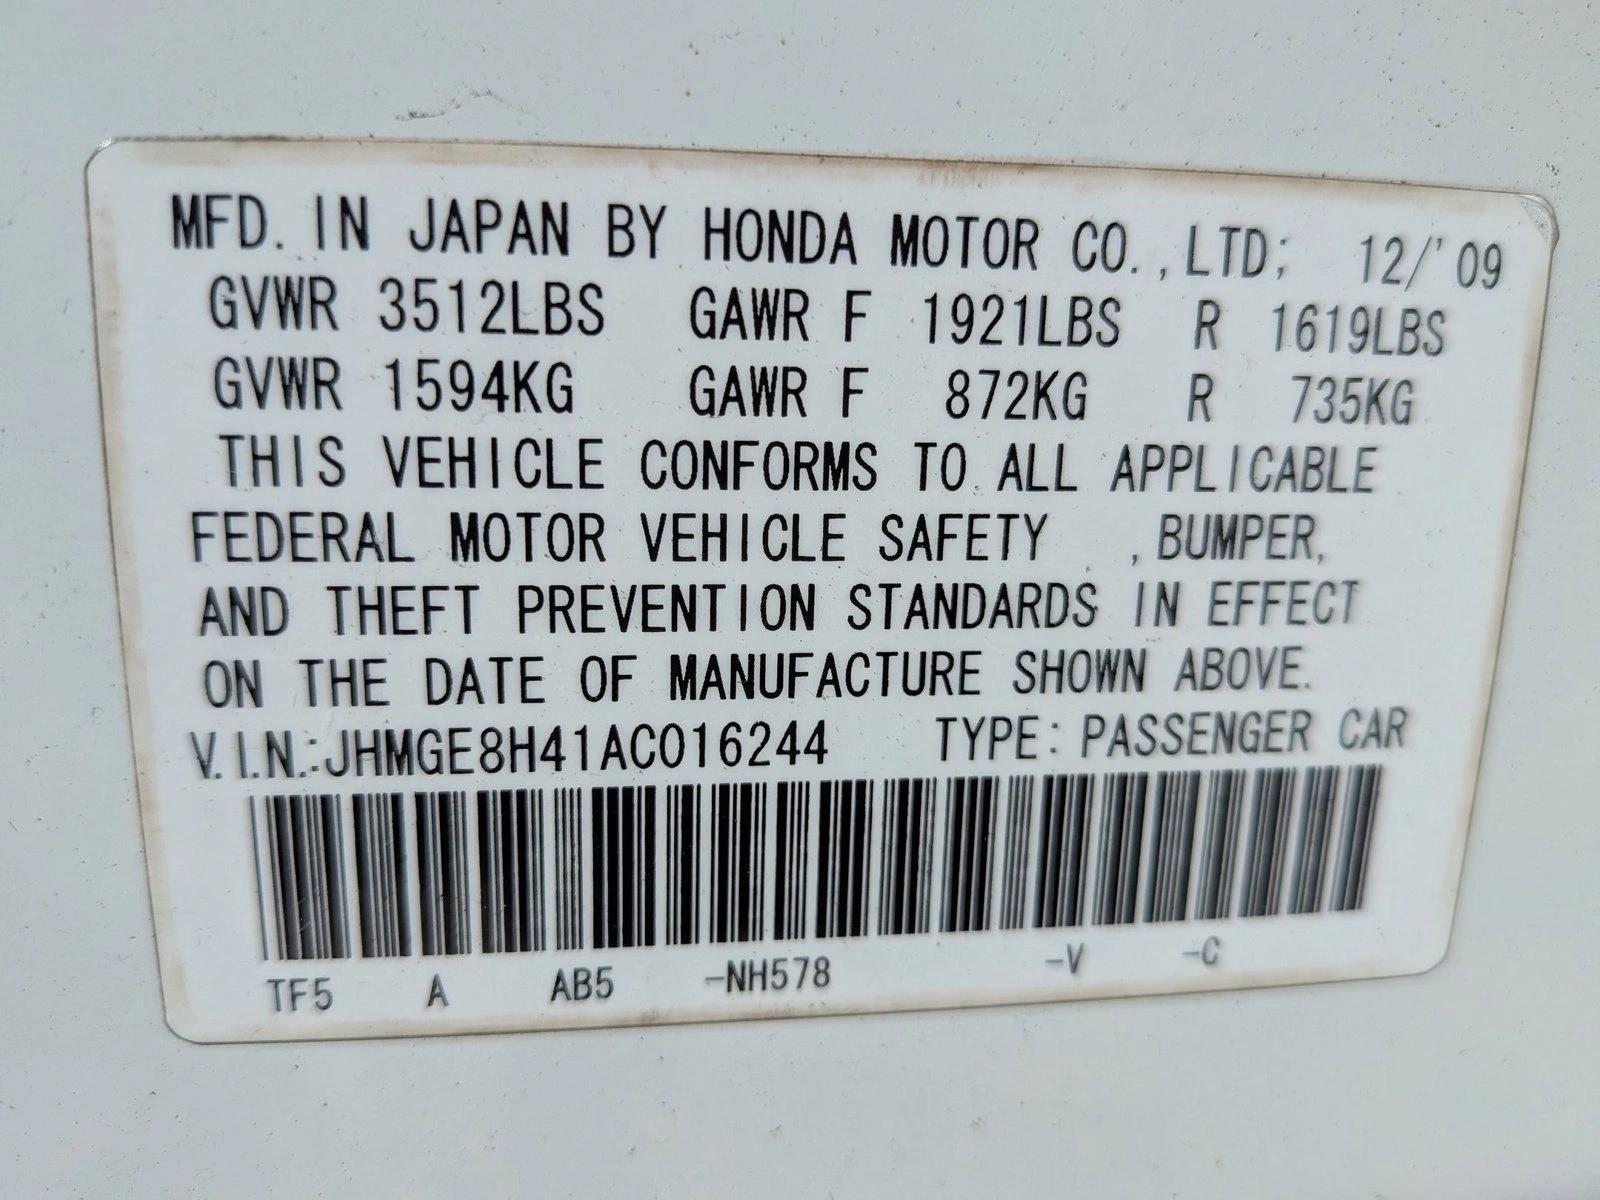 MFD. IN JAPAN BY HONDA MOTOR CO., LTD; 12/'09
GVWR 3512LBS GAWR F 1921LBS R 1619LBS
GVWR 1594KG GAWR F 872KG R 735KG
THIS VEHICLE CONFORMS TO ALL APPLICABLE
FEDERAL MOTOR VEHICLE SAFETY , BUMPER,
AND THEFT PREVENTION STANDARDS IN EFFECT
ON THE DATE OF MANUFACTURE SHOWN ABOVE.
V.I.N.:JHMGE8H41AC016244 TYPE: PASSENGER CAR
TF5 A AB5 -NH578 -V -C